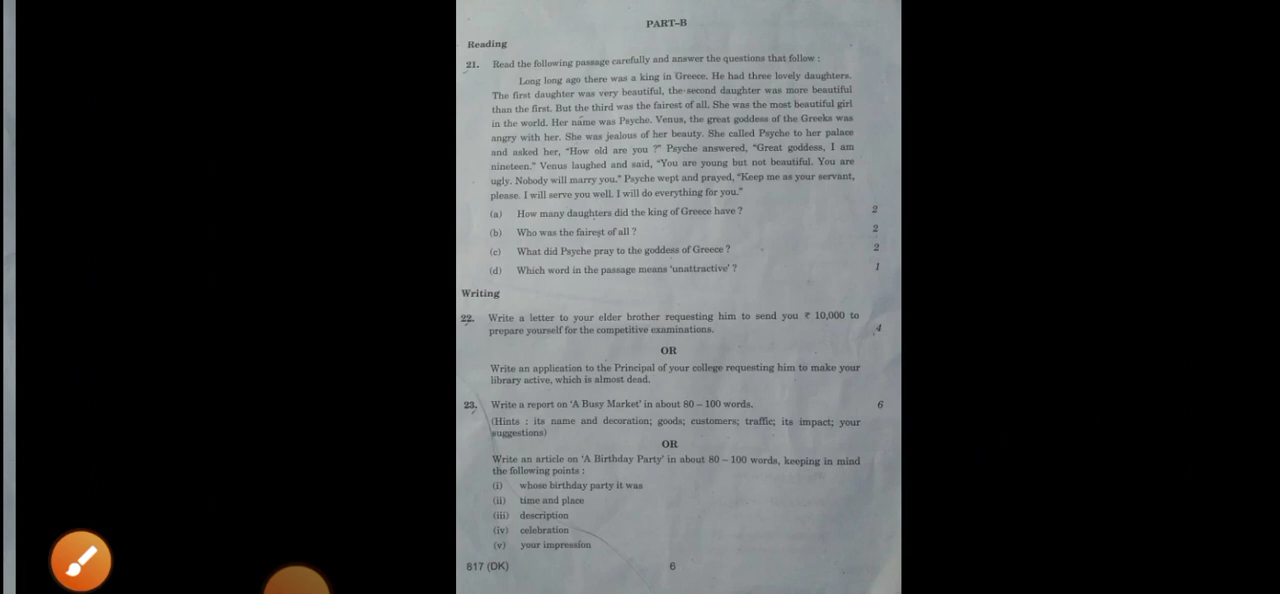 PART–B
Reading
21. Read the following passage carefully and answer the questions that follow :
Long long ago there was a king in Greece. He had three lovely daughters.
The first daughter was very beautiful, the second daughter was more beautiful
than the first. But the third was the fairest of all. She was the most beautiful girl
in the world. Her name was Psyche. Venus, the great goddess of the Greeks was
angry with her. She was jealous of her beauty. She called Psyche to her palace
and asked her, "How old are you ?" Psyche answered, "Great goddess, I am
nineteen." Venus laughed and said, "You are young but not beautiful. You are
ugly. Nobody will marry you." Psyche wept and prayed, "Keep me as your servant,
please. I will serve you well. I will do everything for you."
(a) How many daughters did the king of Greece have ? 2
(b) Who was the fairest of all ? 2
(c) What did Psyche pray to the goddess of Greece ? 2
(d) Which word in the passage means 'unattractive' ? 1
Writing
22. Write a letter to your elder brother requesting him to send you ₹ 10,000 to
prepare yourself for the competitive examinations. 4
OR
Write an application to the Principal of your college requesting him to make your
library active, which is almost dead.
23. Write a report on 'A Busy Market' in about 80 – 100 words. 6
(Hints : its name and decoration; goods; customers; traffic; its impact; your
suggestions)
OR
Write an article on 'A Birthday Party' in about 80 – 100 words, keeping in mind
the following points :
(i) whose birthday party it was
(ii) time and place
(iii) description
(iv) celebration
(v) your impression
817 (DK) 6